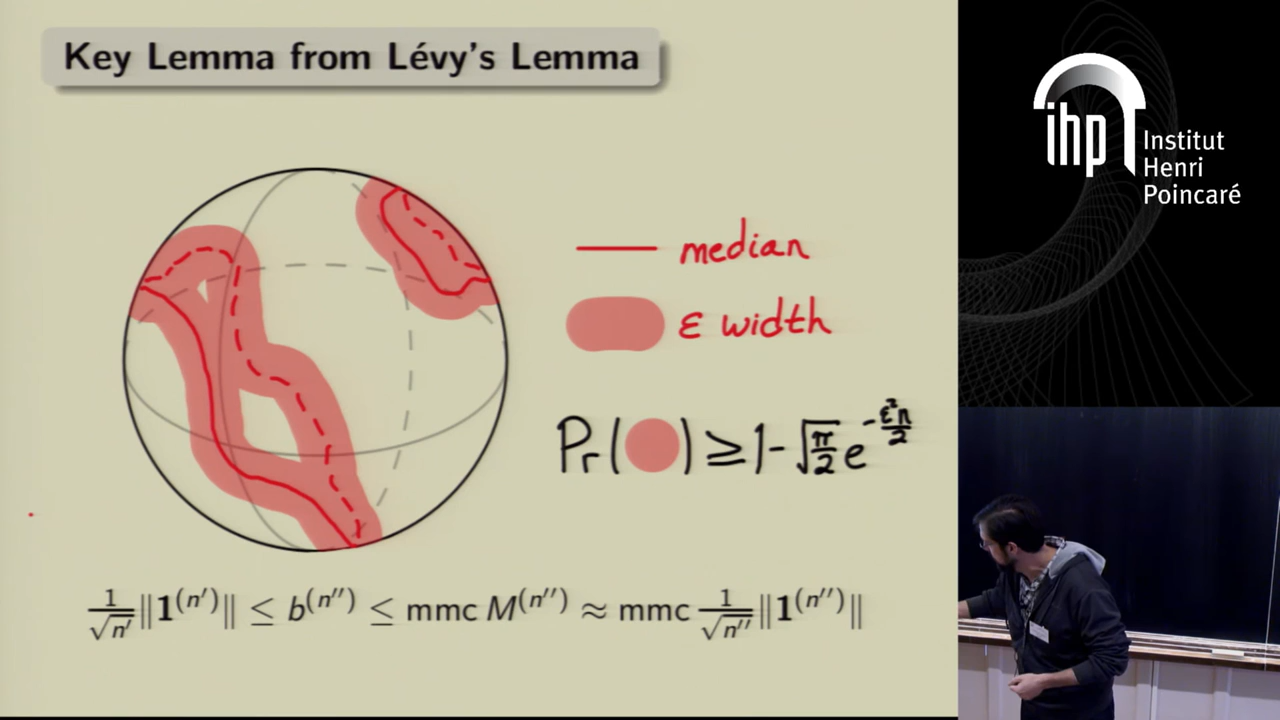 Key Lemma from Lévy's Lemma
median
ε width
Pr( ) ≥ 1 - √(π/2) e^(-ε²n/2)
1/√n′ ‖𝟏^(n′)‖ ≤ b^(n″) ≤ mmc M^(n″) ≈ mmc 1/√n″ ‖𝟏^(n″)‖
ihp
Institut
Henri
Poincaré